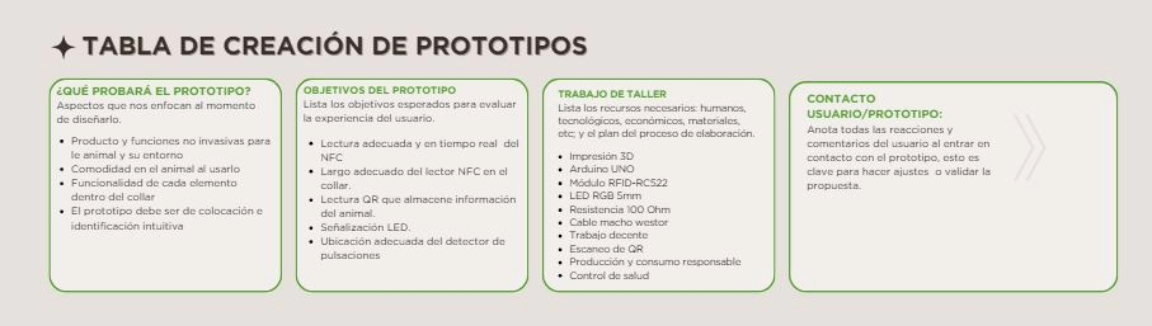 TABLA DE CREACIÓN DE PROTOTIPOS
¿QUÉ PROBARÁ EL PROTOTIPO?
Aspectos que nos enfocan al momento
de diseñarlo.
• Producto y funciones no invasivas para
le animal y su entorno
• Comodidad en el animal al usarlo
• Funcionalidad de cada elemento
dentro del collar
• El prototipo debe ser de colocación e
identificación intuitiva
OBJETIVOS DEL PROTOTIPO
Lista los objetivos esperados para evaluar
la experiencia del usuario.
• Lectura adecuada y en tiempo real del
NFC
• Largo adecuado del lector NFC en el
collar.
• Lectura QR que almacene información
del animal.
• Señalización LED.
• Ubicación adecuada del detector de
pulsaciones
TRABAJO DE TALLER
Lista los recursos necesarios: humanos,
tecnológicos, económicos, materiales,
etc; y el plan del proceso de elaboración.
• Impresión 3D
• Arduino UNO
• Módulo RFID-RC522
• LED RGB 5mm
• Resistencia 100 Ohm
• Cable macho westor
• Trabajo decente
• Escaneo de QR
• Producción y consumo responsable
• Control de salud
CONTACTO
USUARIO/PROTOTIPO:
Anota todas las reacciones y
comentarios del usuario al entrar en
contacto con el prototipo, esto es
clave para hacer ajustes o validar la
propuesta.